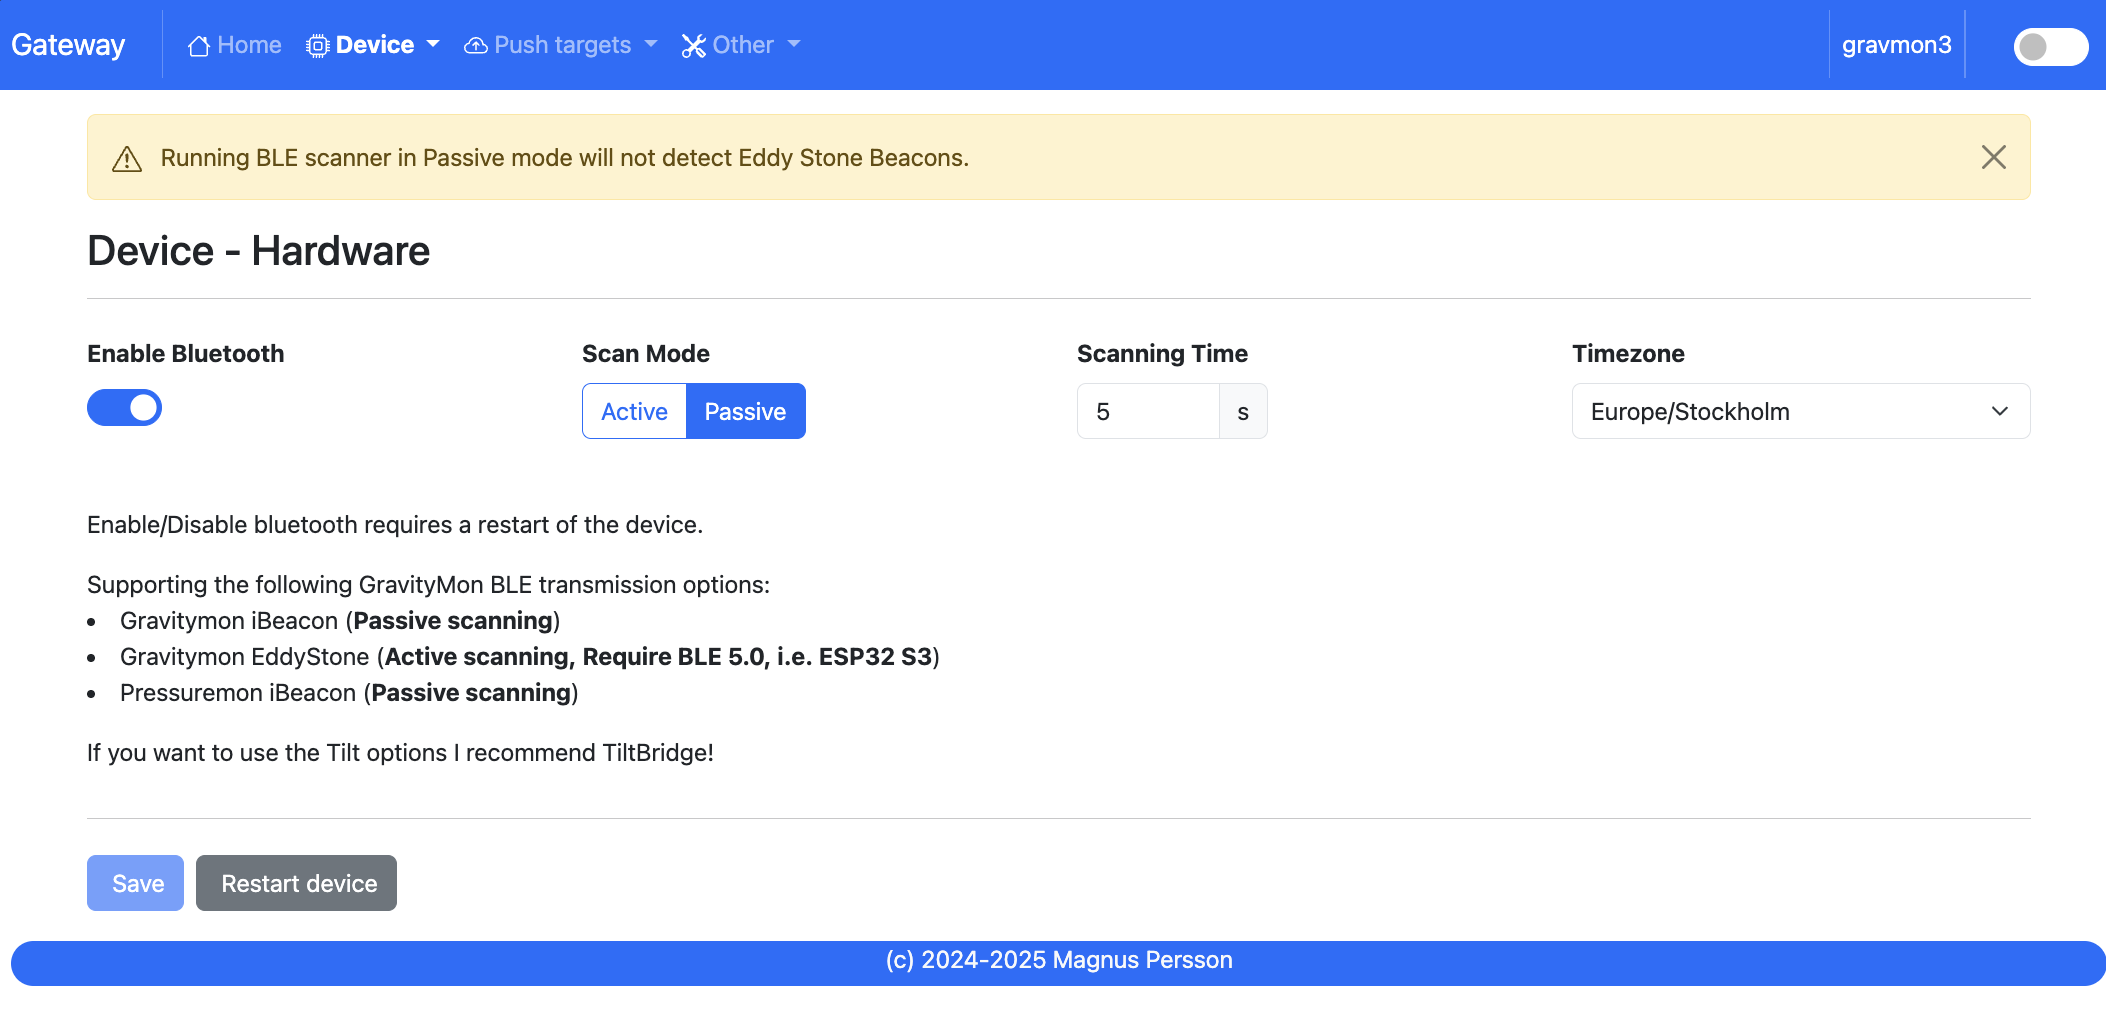 Gateway Home Device Push targets Other gravmon3
Running BLE scanner in Passive mode will not detect Eddy Stone Beacons.
Device - Hardware
Enable Bluetooth Scan Mode Scanning Time Timezone
Active Passive 5 s Europe/Stockholm
Enable/Disable bluetooth requires a restart of the device.
Supporting the following GravityMon BLE transmission options:
• Gravitymon iBeacon (Passive scanning)
• Gravitymon EddyStone (Active scanning, Require BLE 5.0, i.e. ESP32 S3)
• Pressuremon iBeacon (Passive scanning)
If you want to use the Tilt options I recommend TiltBridge!
Save Restart device
(c) 2024-2025 Magnus Persson